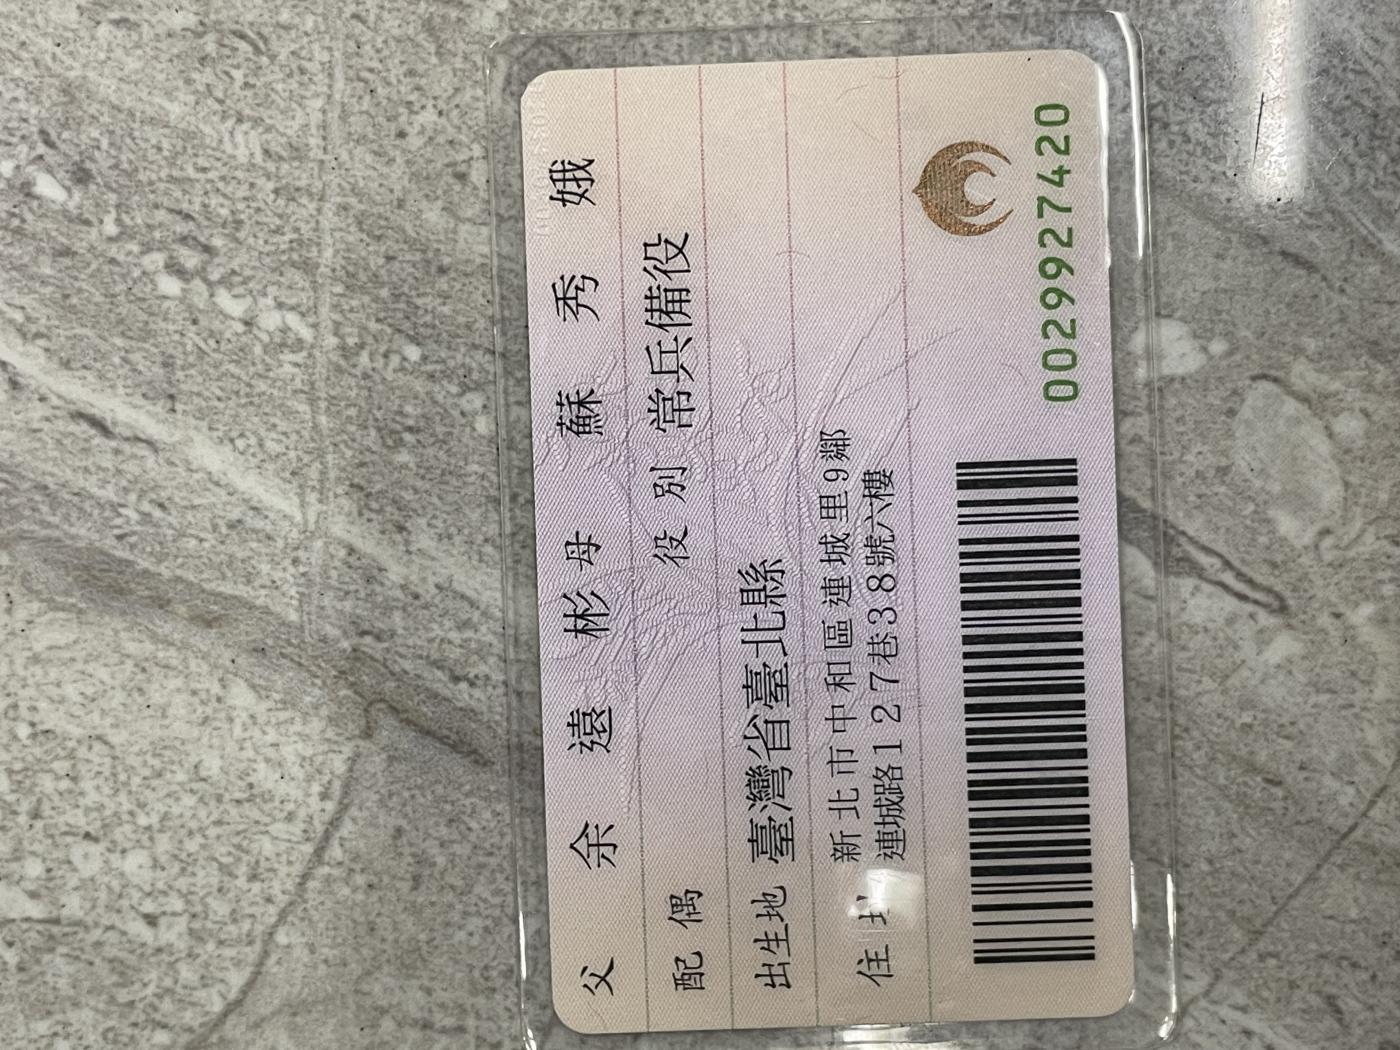 父 余遠彬 母 蘇秀娥
配偶 役別 常兵備役
出生地 臺灣省臺北縣
住址 新北市中和區連城里9鄰
連城路127巷38號六樓
0029927420